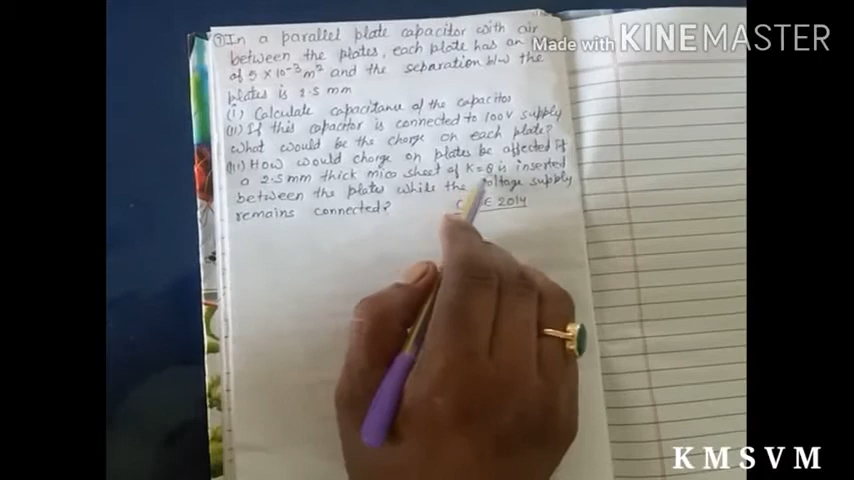 7) In a parallel plate capacitor with air
between the plates, each plate has an
of 5 × 10⁻³ m² and the separation b/w the
plates is 2.5 mm
(i) Calculate capacitance of the capacitor
(ii) If this capacitor is connected to 100V supply
what would be the charge on each plate?
(iii) How would charge on plates be affected if
a 2.5 mm thick mica sheet of K=8 is inserted
between the plates while the voltage supply
remains connected?
2014
Made with KINEMASTER
K M S V M